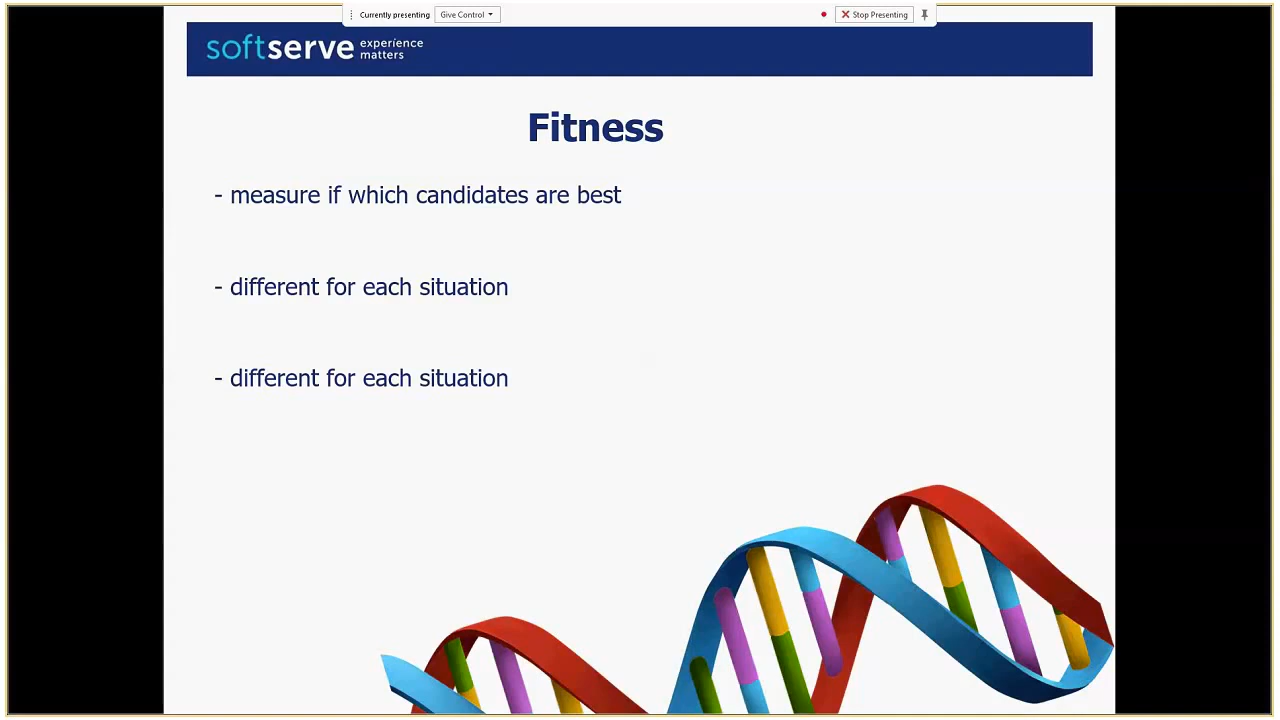 Currently presenting Give Control Stop Presenting
softserve experience
matters
Fitness
- measure if which candidates are best
- different for each situation
- different for each situation